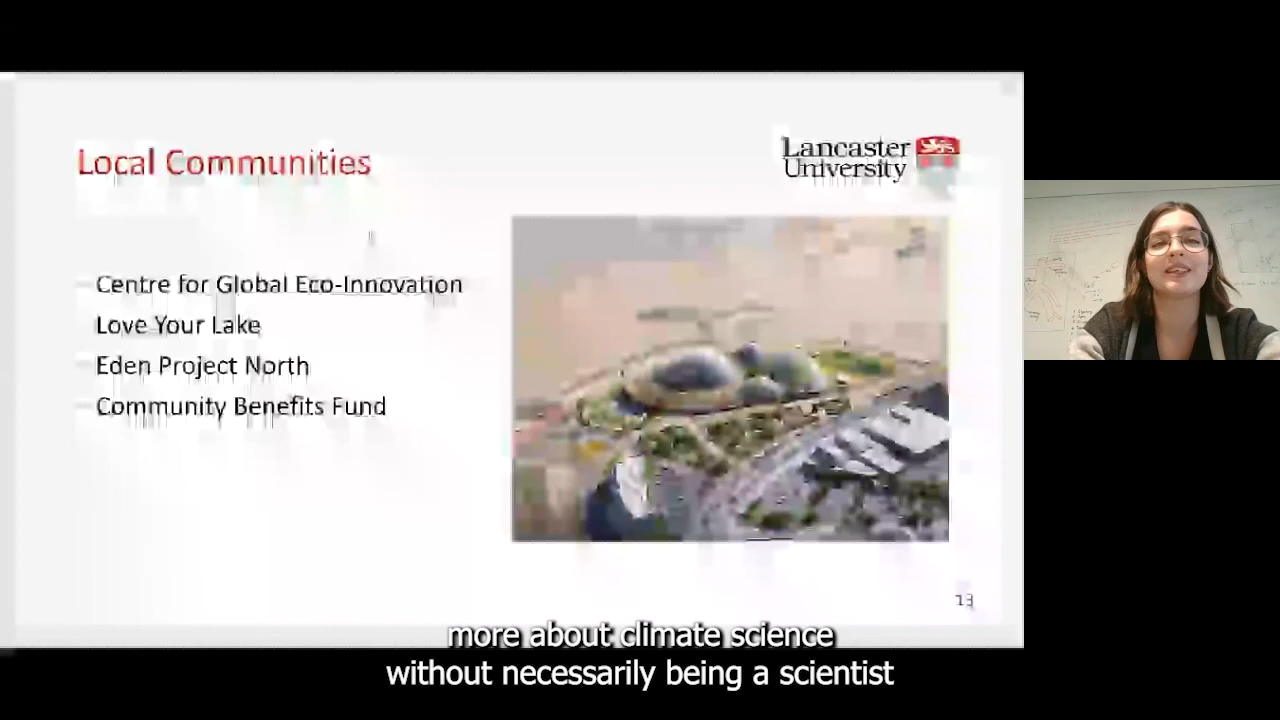 Local Communities
Lancaster
University
Centre for Global Eco-Innovation
Love Your Lake
Eden Project North
Community Benefits Fund
13
more about climate science
without necessarily being a scientist